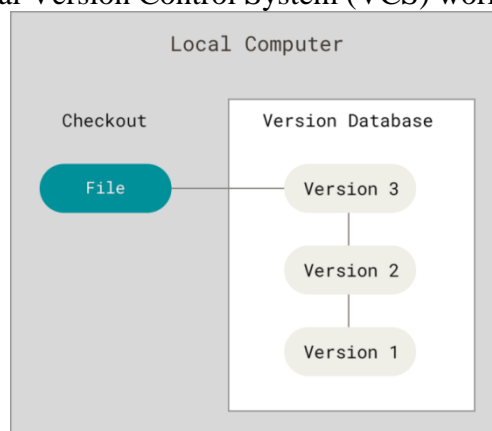 Version Control System (VCS)
Local Computer
Checkout
Version Database
File
Version 3
Version 2
Version 1